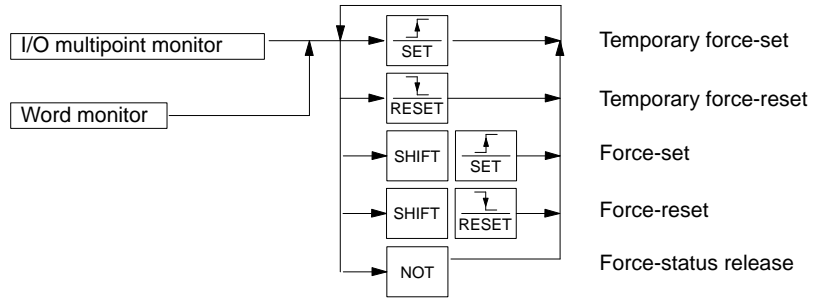 I/O multipoint monitor
SET
Temporary force-set
RESET
Temporary force-reset
Word monitor
SHIFT SET
Force-set
SHIFT RESET
Force-reset
NOT
Force-status release